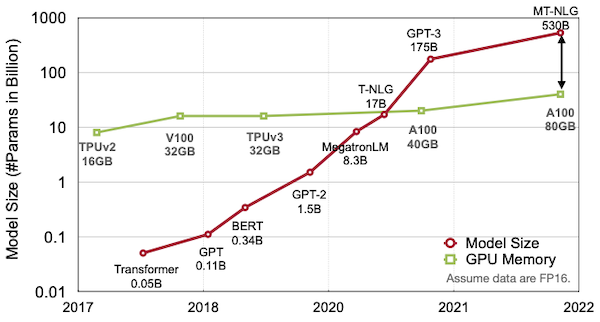 MT-NLG
530B
GPT-3
175B
T-NLG
17B
1000
100
10
1
0.1
0.01
Model Size (#Params in Billion)
TPUv2
16GB
V100
32GB
TPUv3
32GB
MegatronLM
8.3B
A100
40GB
A100
80GB
GPT-2
1.5B
BERT
0.34B
GPT
0.11B
Transformer
0.05B
Model Size
GPU Memory
Assume data are FP16.
2017
2018
2020
2021
2022